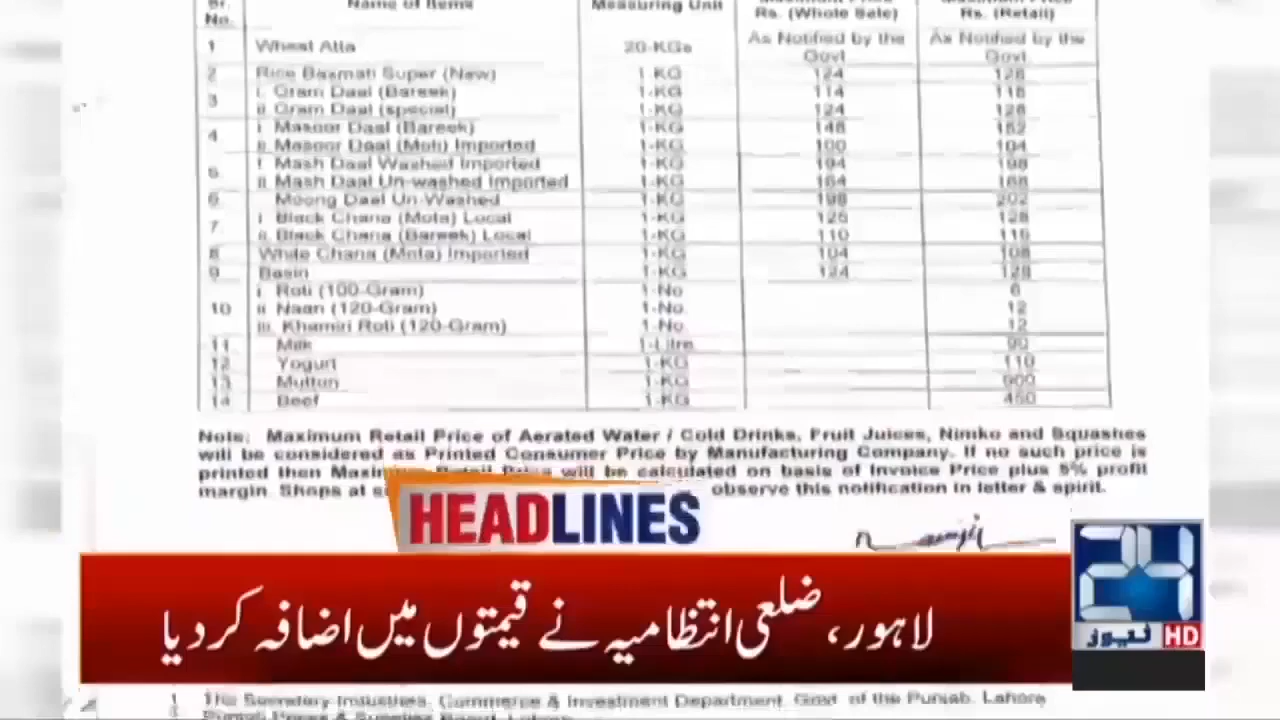 Sr. No. Name of Items Measuring Unit Maximum Price Rs. (Whole Sale) Maximum Price Rs. (Retail)
1 Wheat Atta 20-KGs As Notified by the Govt As Notified by the Govt
2 Rice Basmati Super (New) 1-KG 124 128
3 i. Gram Daal (Bareek) 1-KG 114 118
ii. Gram Daal (special) 1-KG 124 128
4 i. Masoor Daal (Bareek) 1-KG 148 152
ii. Masoor Daal (Moti) Imported 1-KG 100 104
5 i. Mash Daal Washed Imported 1-KG 194 198
ii. Mash Daal Un-washed Imported 1-KG 164 168
6 Moong Daal Un-Washed 1-KG 198 202
7 i. Black Chana (Mota) Local 1-KG 125 128
ii. Black Chana (Bareek) Local 1-KG 110 115
8 White Chana (Mota) Imported 1-KG 104 108
9 Basin 1-KG 124 128
10 i. Roti (100-Gram) 1-No 6
ii. Naan (120-Gram) 1-No. 12
iii. Khamiri Roti (120-Gram) 1-No. 12
11 Milk 1-Litre 90
12 Yogurt 1-KG 110
13 Mutton 1-KG 900
14 Beef 1-KG 450
Note: Maximum Retail Price of Aerated Water / Cold Drinks, Fruit Juices, Nimko and Squashes
will be considered as Printed Consumer Price by Manufacturing Company. If no such price is
printed then Maximum Retail Price will be calculated on basis of Invoice Price plus 5% profit
margin. Shops at observe this notification in letter & spirit.
HEADLINES
لاہور، ضلعی انتظامیہ نے قیمتوں میں اضافہ کر دیا
24
نیوز HD
1 The Secretary Industries, Commerce & Investment Department, Govt of the Punjab, Lahore